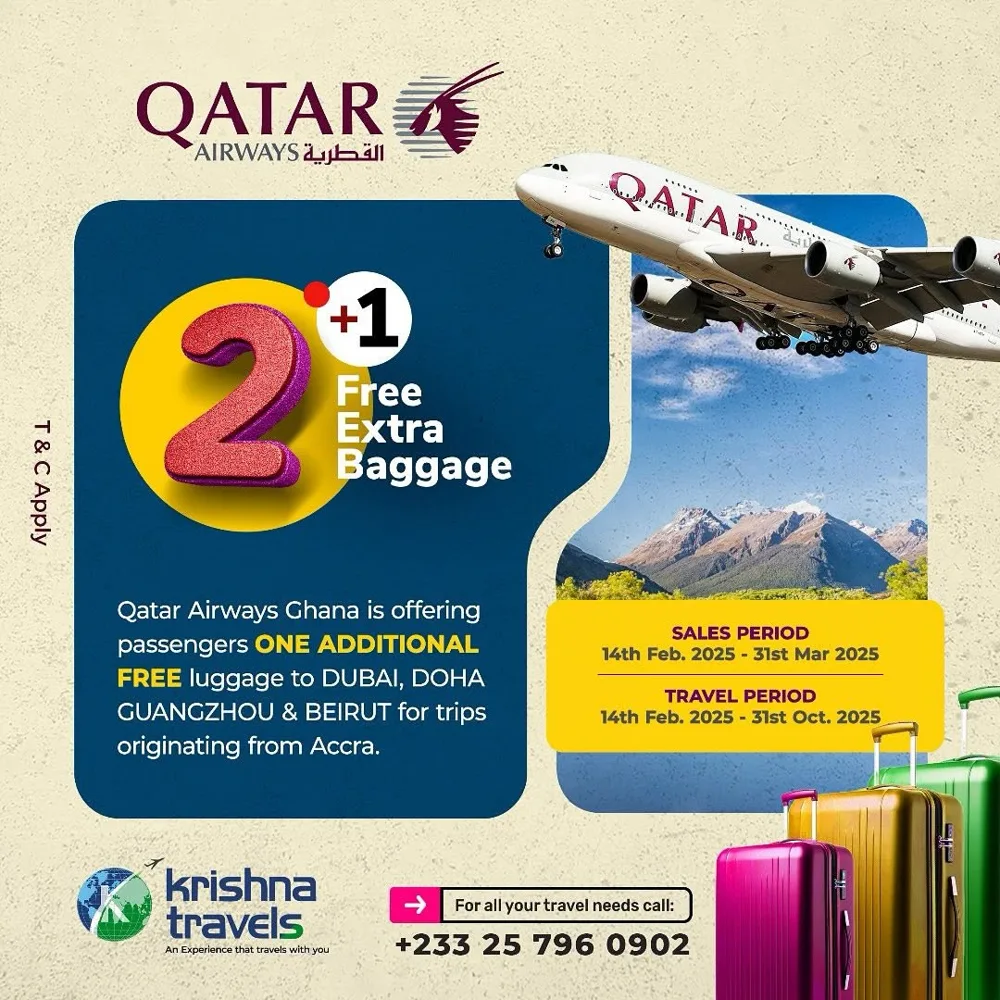 QATAR
AIRWAYS القطرية
QATAR
2
+1
Free
Extra
Baggage
T & C Apply
Qatar Airways Ghana is offering
passengers ONE ADDITIONAL
FREE luggage to DUBAI, DOHA
GUANGZHOU & BEIRUT for trips
originating from Accra.
SALES PERIOD
14th Feb. 2025 - 31st Mar 2025
TRAVEL PERIOD
14th Feb. 2025 - 31st Oct. 2025
K
krishna
travels
An Experience that travels with you
For all your travel needs call:
+233 25 796 0902